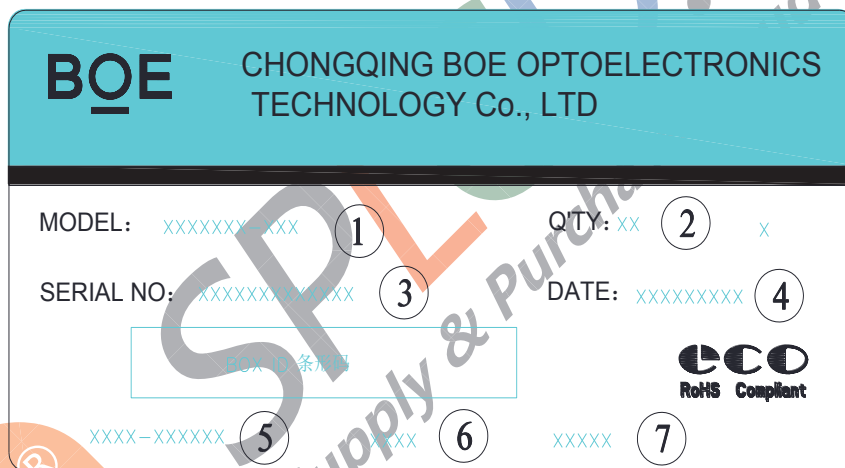 BOE
CHONGQING BOE OPTOELECTRONICS
TECHNOLOGY Co., LTD
MODEL: XXXXXXX-XXX ① Q'TY: XX ② X
SERIAL NO: XXXXXXXXXXXXX ③ DATE: XXXXXXXXX ④
BOX ID 条形码
eco
RoHS Compliant
XXXX-XXXXXX ⑤ XXXX ⑥ XXXXX ⑦
SPL
Supply & Purcha
®